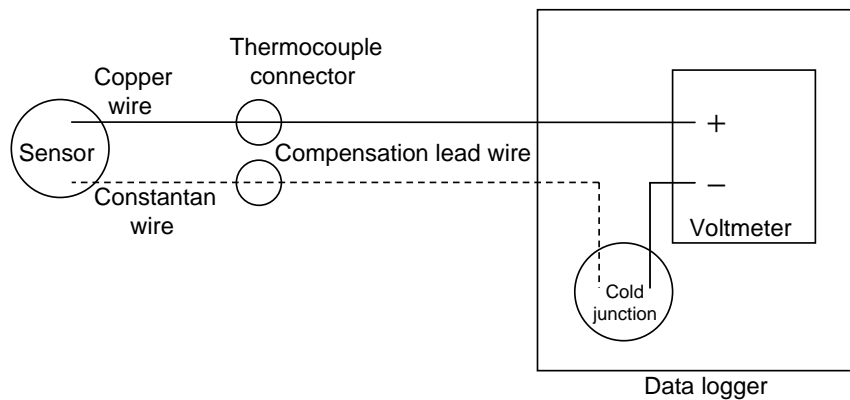 Thermocouple
connector
Copper
wire
+
Sensor
Compensation lead wire
Constantan
wire
−
Voltmeter
Cold
junction
Data logger